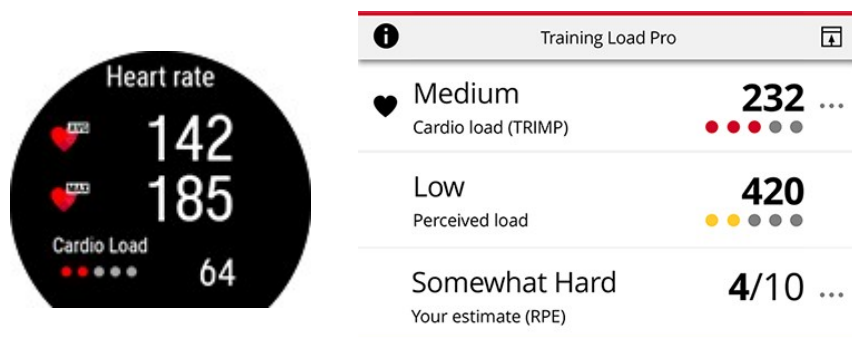 Heart rate
AVG 142
MAX 185
Cardio Load
64
Training Load Pro
Medium 232
Cardio load (TRIMP)
Low 420
Perceived load
Somewhat Hard 4/10
Your estimate (RPE)